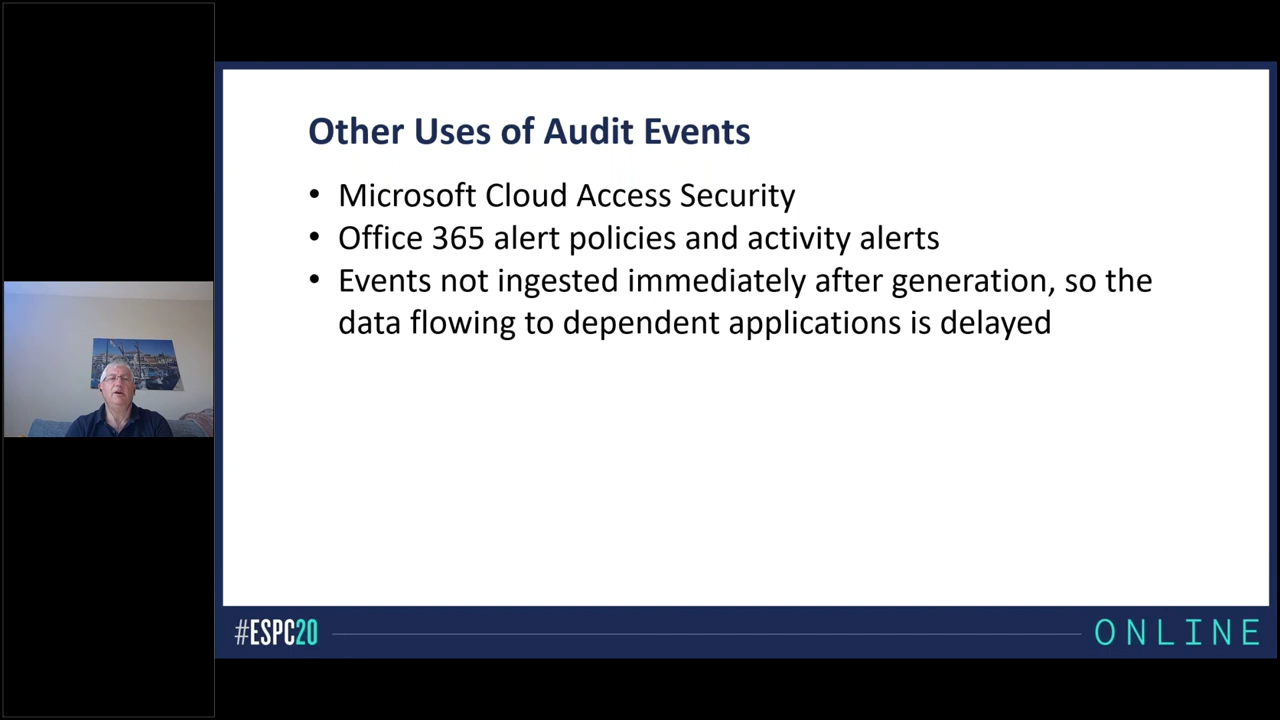 Other Uses of Audit Events
• Microsoft Cloud Access Security
• Office 365 alert policies and activity alerts
• Events not ingested immediately after generation, so the
data flowing to dependent applications is delayed
#ESPC20
ONLINE